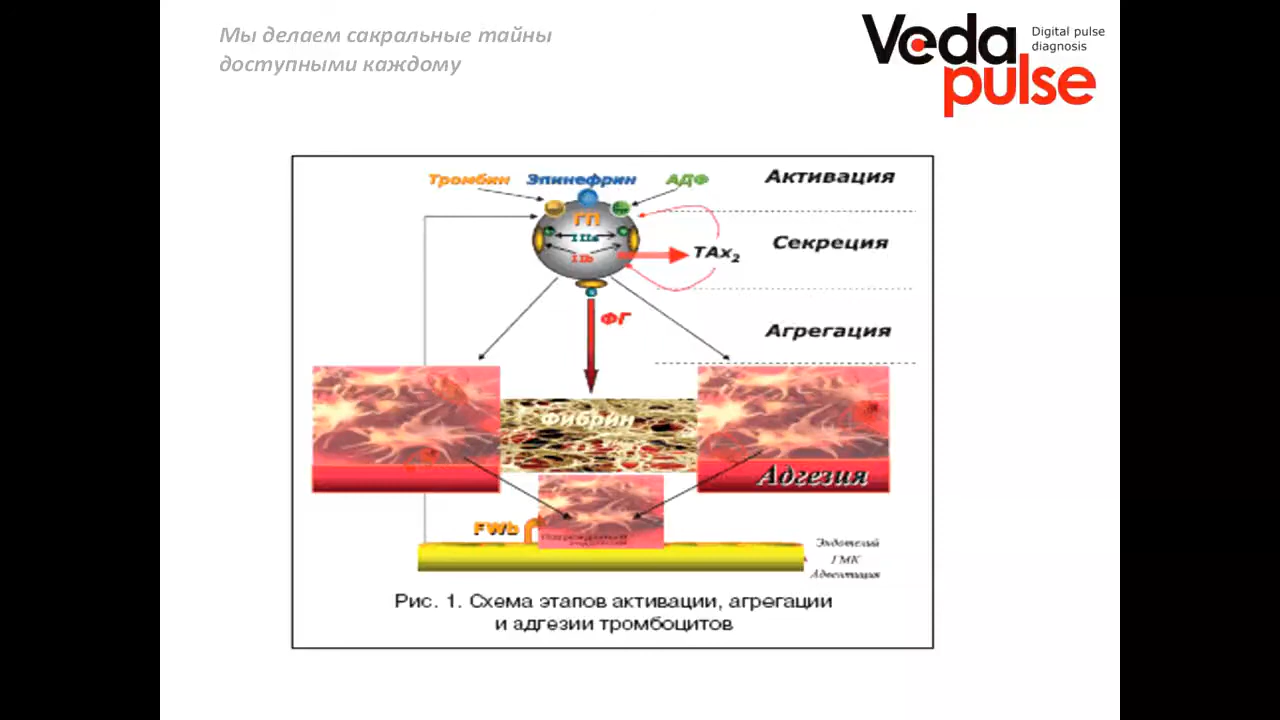 Мы делаем сакральные тайны
доступными каждому
Veda
pulse
Digital pulse
diagnosis
Тромбин Эпинефрин АДФ
Активация
ГП
IIIa
IIb
ТАх2
Секреция
ФГ
Агрегация
Фибрин
Адгезия
FWb
Эндотелий
ГМК
Адвентиция
Рис. 1. Схема этапов активации, агрегации
и адгезии тромбоцитов